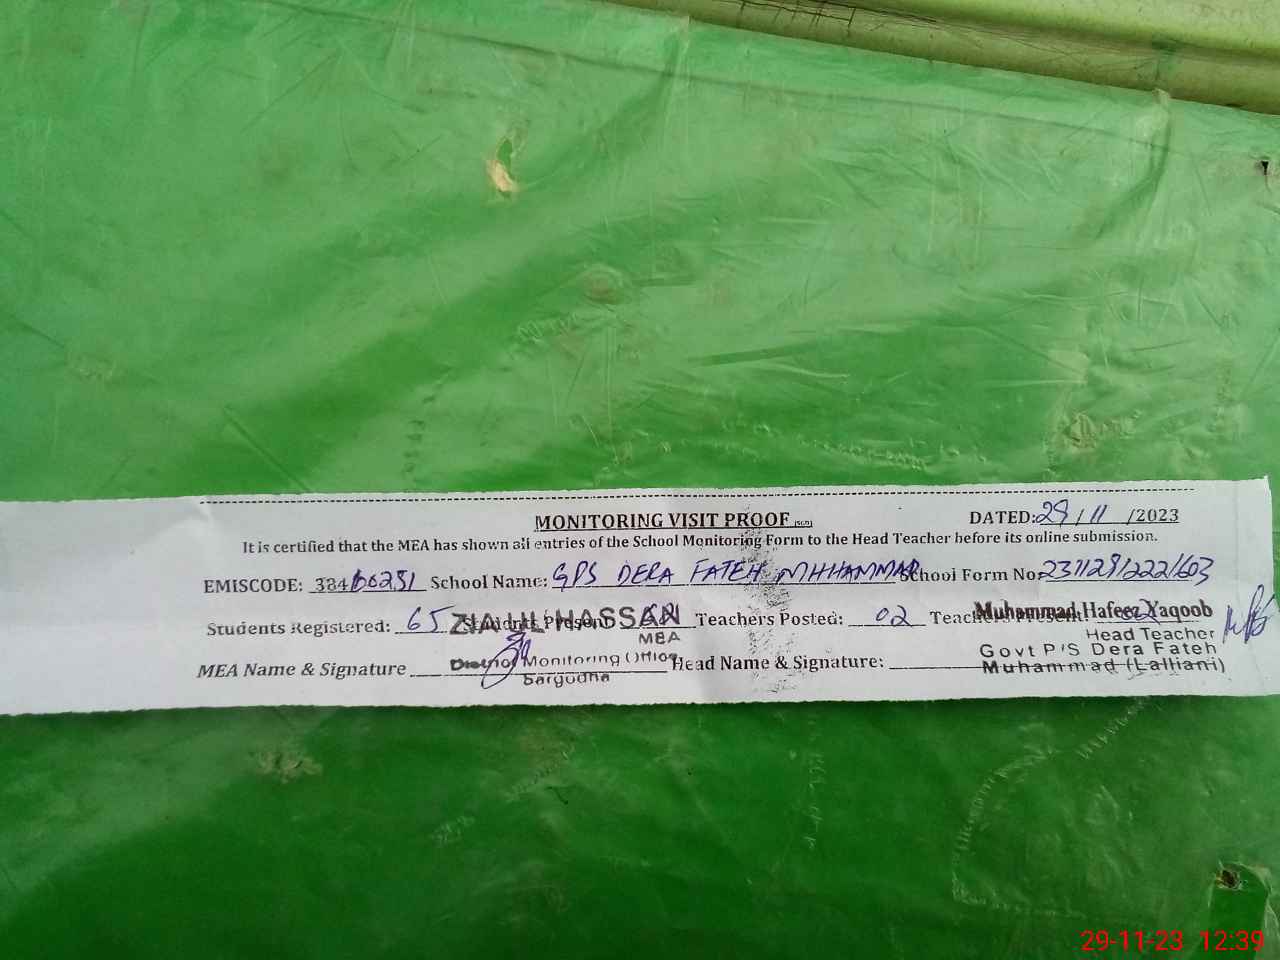 MONITORING VISIT PROOF
DATED: 29/11/2023
It is certified that the MEA has shown all entries of the School Monitoring Form to the Head Teacher before its online submission.
EMISCODE: 384 School Name: GPS DERA FATEH MHHAMMAD School Form No: 
Students Registered: 65 Students Present: Teachers Posted: 02 Teachers Present: 02
ZIA UL HASSAN
MEA
District Monitoring Office
Sargodha
Muhammad Hafeez Yaqoob
Head Teacher
Govt P/S Dera Fateh
Muhammad (Lalliani)
MEA Name & Signature Head Name & Signature:
29-11-23 12:39